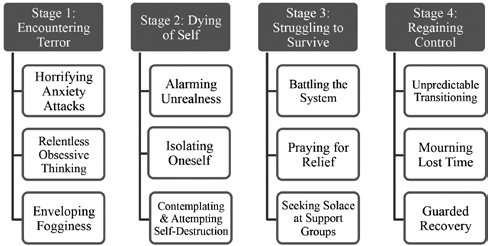 Stage 1:
Encountering
Terror
Horrifying
Anxiety
Attacks
Relentless
Obsessive
Thinking
Enveloping
Fogginess
Stage 2: Dying
of Self
Alarming
Unrealness
Isolating
Oneself
Contemplating
& Attempting
Self-Destruction
Stage 3:
Struggling to
Survive
Battling the
System
Praying for
Relief
Seeking Solace
at Support
Groups
Stage 4:
Regaining
Control
Unpredictable
Transitioning
Mourning
Lost Time
Guarded
Recovery